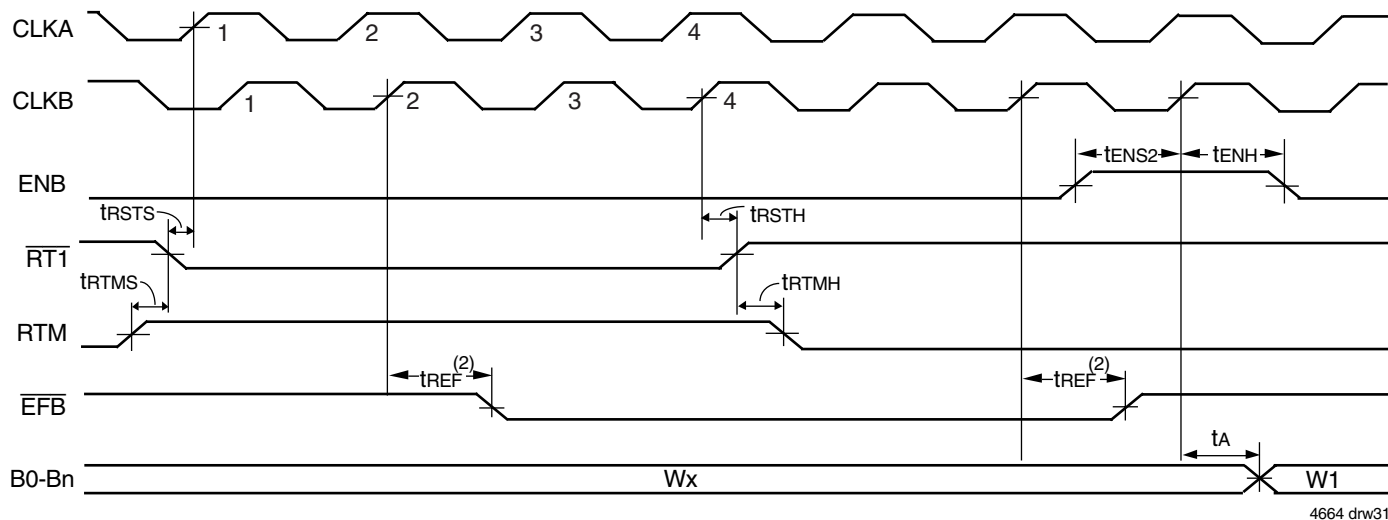 CLKA 1 2 3 4
CLKB 1 2 3 4
tENS2 tENH
ENB
tRSTS tRSTH
RT1
tRTMS tRTMH
RTM
tREF(2) tREF(2)
EFB
tA
B0-Bn Wx W1
4664 drw31